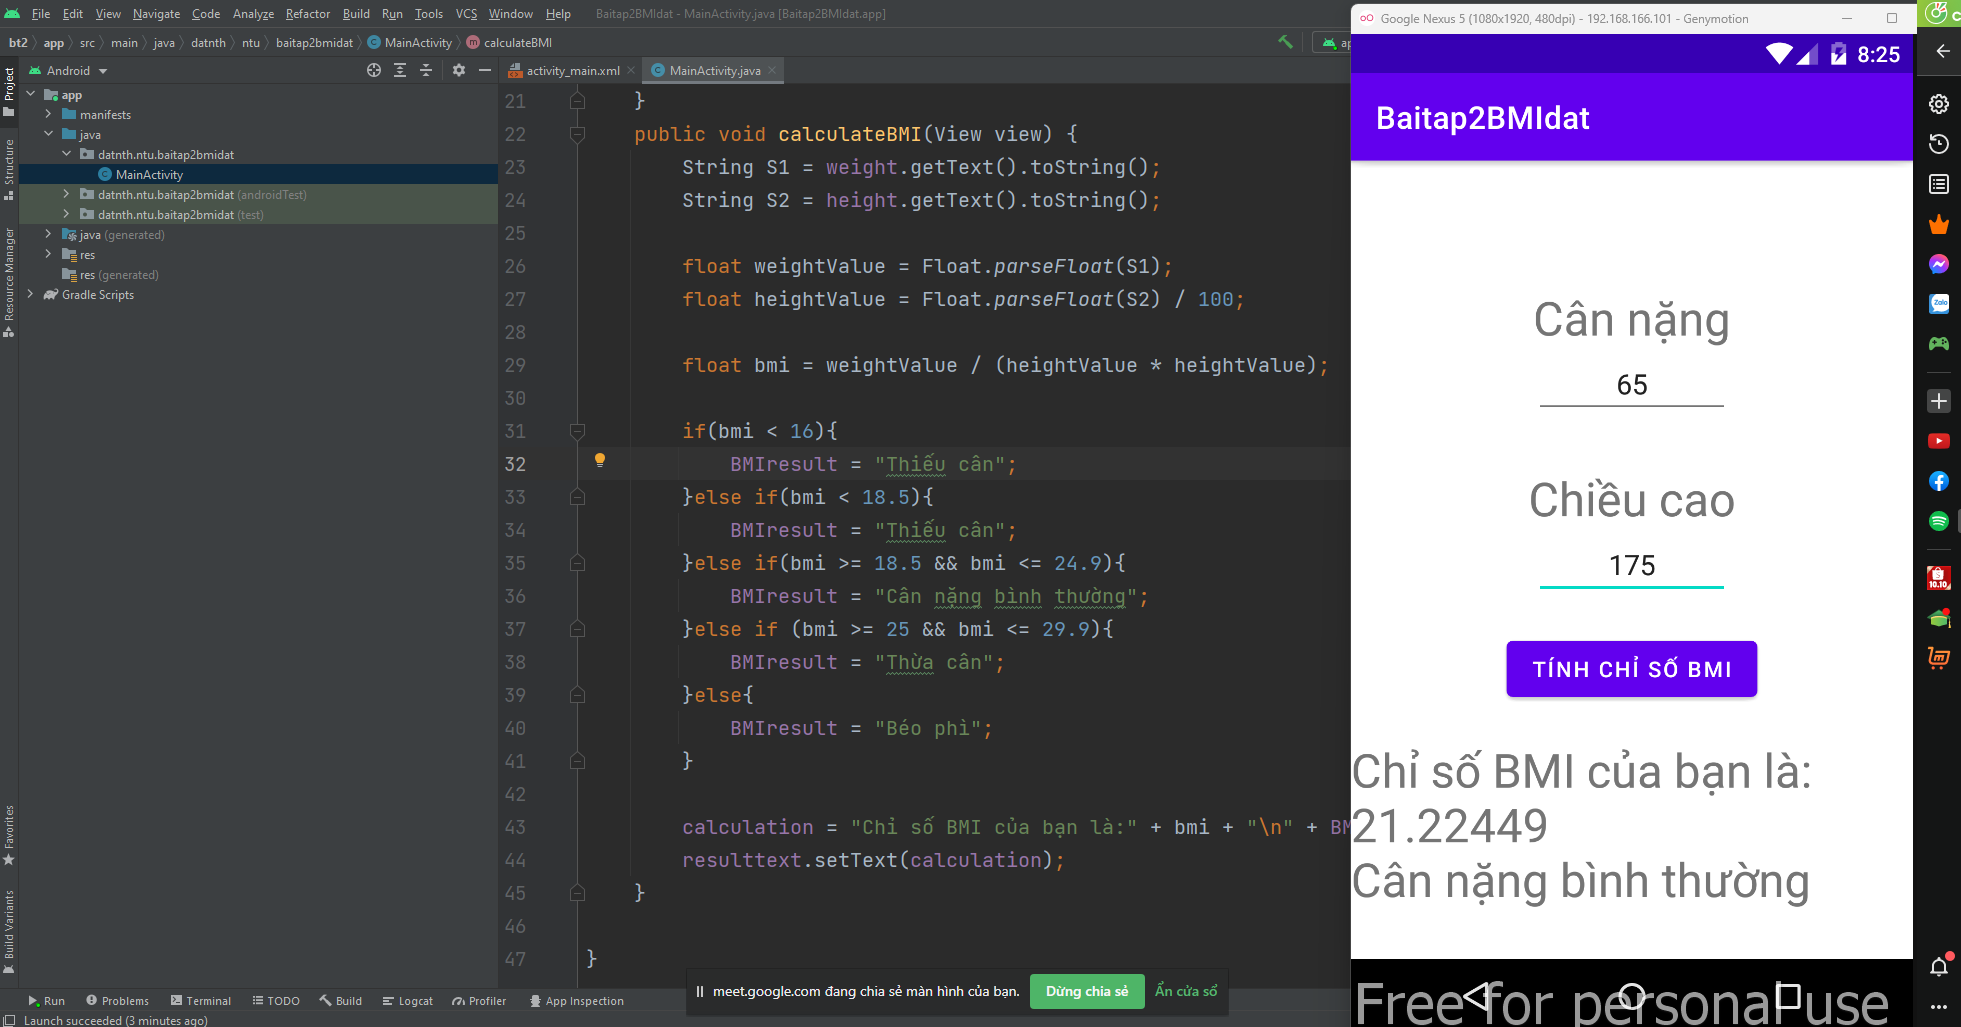 File Edit View Navigate Code Analyze Refactor Build Run Tools VCS Window Help Baitap2BMIdat - MainActivity.java [Baitap2BMIdat.app]
bt2 app src main java datnth ntu baitap2bmidat MainActivity calculateBMI
Android
activity_main.xml MainActivity.java
Project
Structure
Resource Manager
Favorites
Build Variants
app
manifests
java
datnth.ntu.baitap2bmidat
MainActivity
datnth.ntu.baitap2bmidat (androidTest)
datnth.ntu.baitap2bmidat (test)
java (generated)
res
res (generated)
Gradle Scripts
21 }
22 public void calculateBMI(View view) {
23 String S1 = weight.getText().toString();
24 String S2 = height.getText().toString();
25
26 float weightValue = Float.parseFloat(S1);
27 float heightValue = Float.parseFloat(S2) / 100;
28
29 float bmi = weightValue / (heightValue * heightValue);
30
31 if(bmi < 16){
32 BMIresult = "Thiếu cân";
33 }else if(bmi < 18.5){
34 BMIresult = "Thiếu cân";
35 }else if(bmi >= 18.5 && bmi <= 24.9){
36 BMIresult = "Cân nặng bình thường";
37 }else if (bmi >= 25 && bmi <= 29.9){
38 BMIresult = "Thừa cân";
39 }else{
40 BMIresult = "Béo phì";
41 }
42
43 calculation = "Chỉ số BMI của bạn là:" + bmi + "\n" + BM
44 resulttext.setText(calculation);
45 }
46
47 }
Google Nexus 5 (1080x1920, 480dpi) - 192.168.166.101 - Genymotion
8:25
Baitap2BMIdat
Cân nặng
65
Chiều cao
175
TÍNH CHỈ SỐ BMI
Chỉ số BMI của bạn là:
21.22449
Cân nặng bình thường
Free for personal use
Zalo
10.10
meet.google.com đang chia sẻ màn hình của bạn. Dừng chia sẻ Ẩn cửa sổ
Run Problems Terminal TODO Build Logcat Profiler App Inspection
Launch succeeded (3 minutes ago)